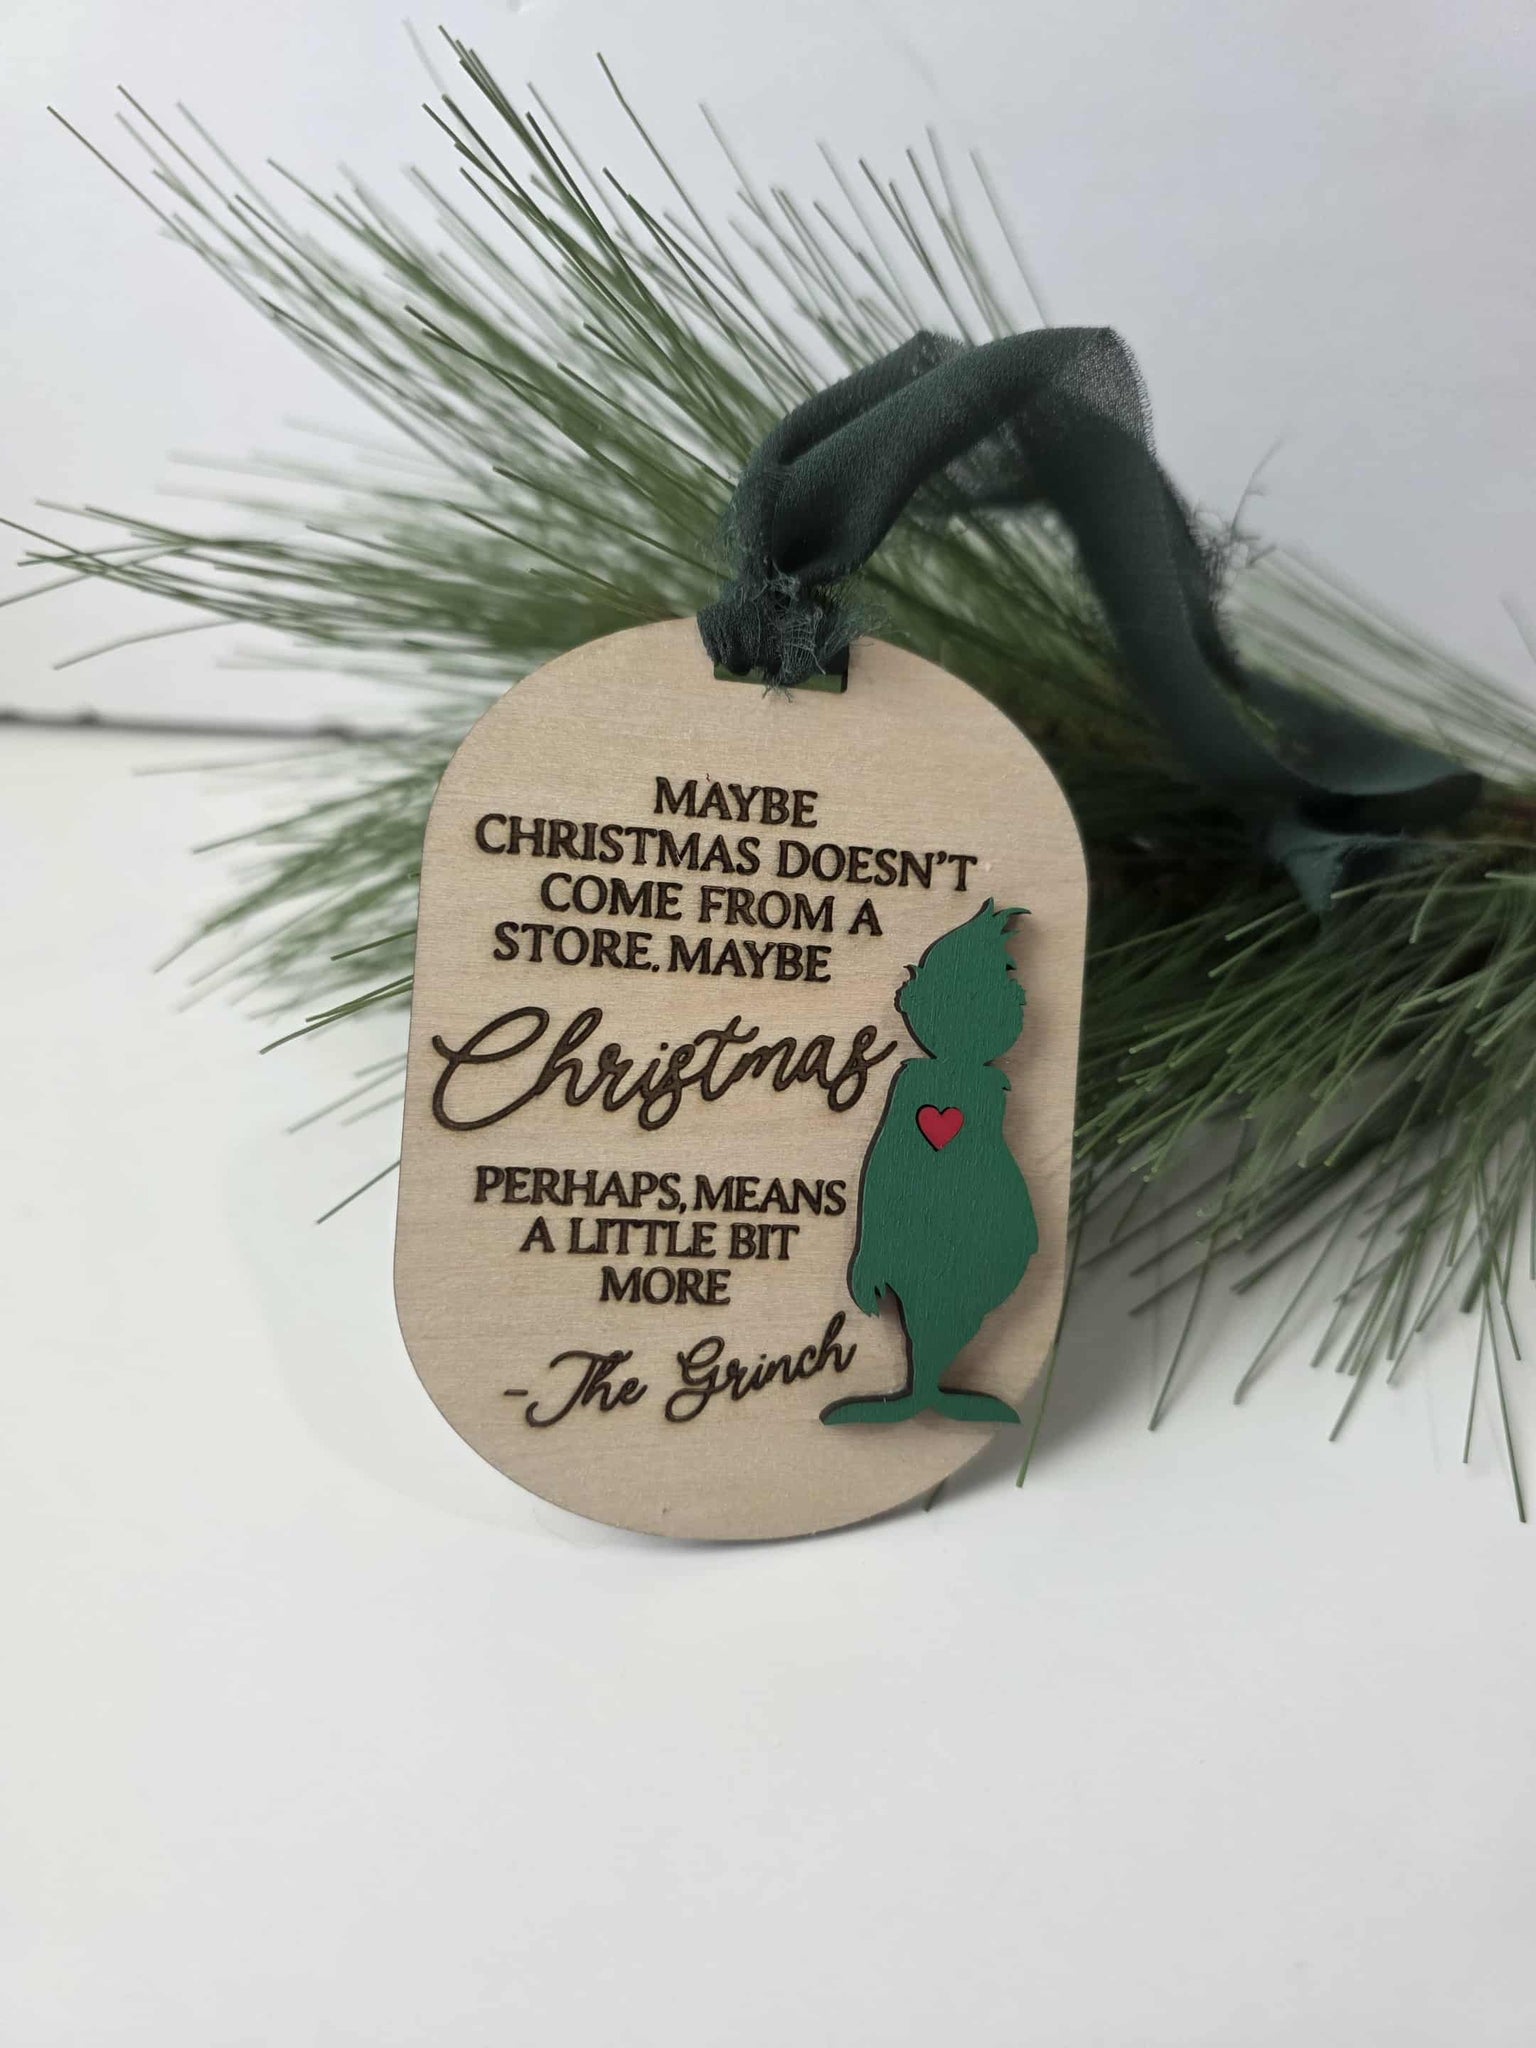 MAYBE
CHRISTMAS DOESN'T
COME FROM A
STORE. MAYBE
Christmas
PERHAPS, MEANS
A LITTLE BIT
MORE
-The Grinch